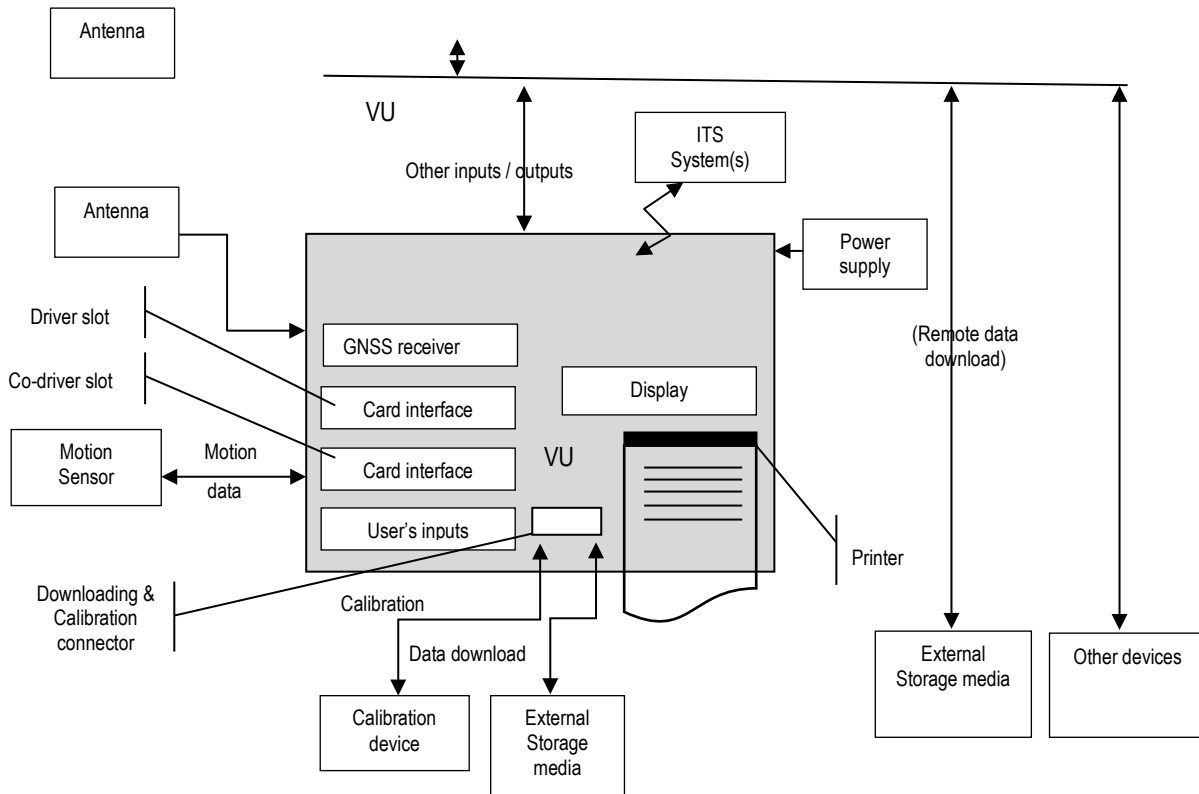 Antenna
VU
ITS
System(s)
Other inputs / outputs
Antenna
Power
supply
Driver slot
GNSS receiver
(Remote data
download)
Co-driver slot
Display
Card interface
Motion
Sensor
Motion
data
Card interface
VU
User's inputs
Printer
Downloading &
Calibration
connector
Calibration
Data download
External
Storage media
Other devices
Calibration
device
External
Storage
media